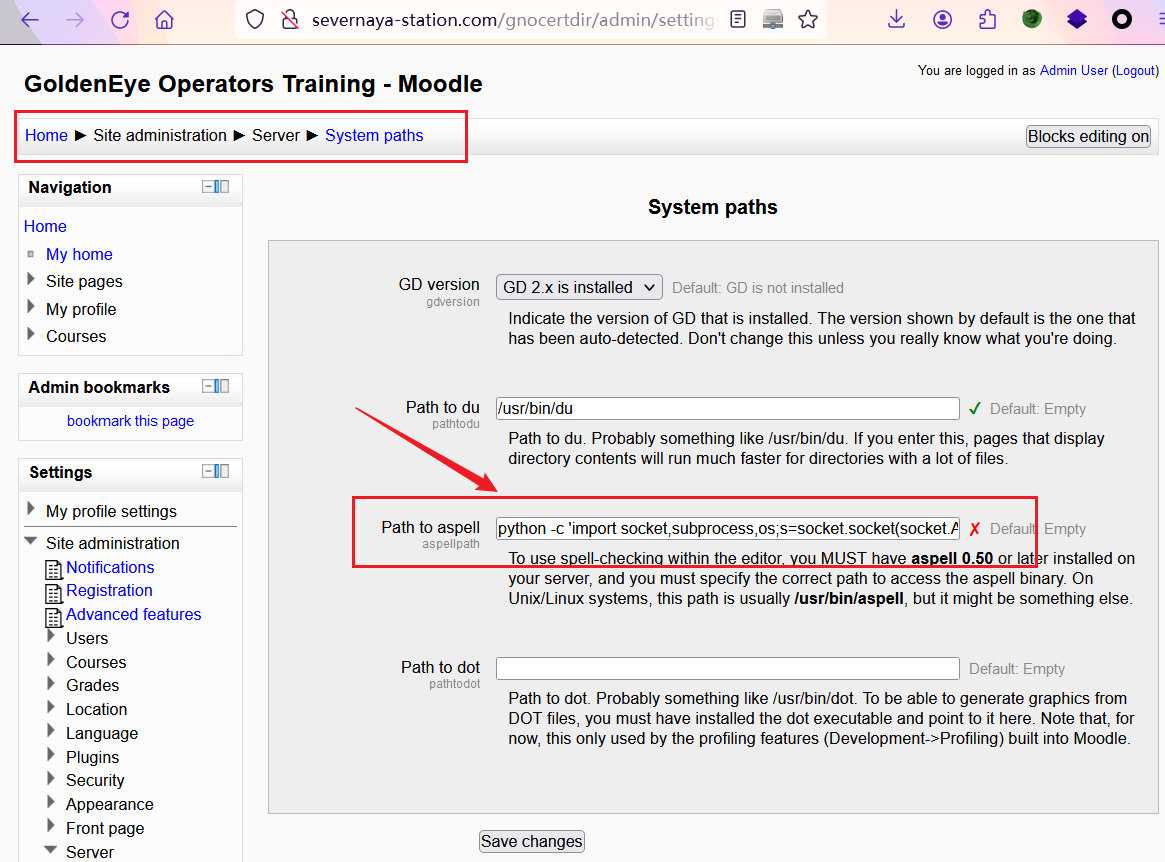 severnaya-station.com/gnocertdir/admin/setting
GoldenEye Operators Training - Moodle
You are logged in as Admin User (Logout)
Home ► Site administration ► Server ► System paths
Blocks editing on
Navigation
Home
My home
Site pages
My profile
Courses
Admin bookmarks
bookmark this page
Settings
My profile settings
Site administration
Notifications
Registration
Advanced features
Users
Courses
Grades
Location
Language
Plugins
Security
Appearance
Front page
Server
System paths
GD version
gdversion
GD 2.x is installed
Default: GD is not installed
Indicate the version of GD that is installed. The version shown by default is the one that
has been auto-detected. Don't change this unless you really know what you're doing.
Path to du
pathtodu
/usr/bin/du
✓ Default: Empty
Path to du. Probably something like /usr/bin/du. If you enter this, pages that display
directory contents will run much faster for directories with a lot of files.
Path to aspell
aspellpath
python -c 'import socket,subprocess,os;s=socket.socket(socket.A
✗ Default: Empty
To use spell-checking within the editor, you MUST have aspell 0.50 or later installed on
your server, and you must specify the correct path to access the aspell binary. On
Unix/Linux systems, this path is usually /usr/bin/aspell, but it might be something else.
Path to dot
pathtodot
Default: Empty
Path to dot. Probably something like /usr/bin/dot. To be able to generate graphics from
DOT files, you must have installed the dot executable and point to it here. Note that, for
now, this only used by the profiling features (Development->Profiling) built into Moodle.
Save changes